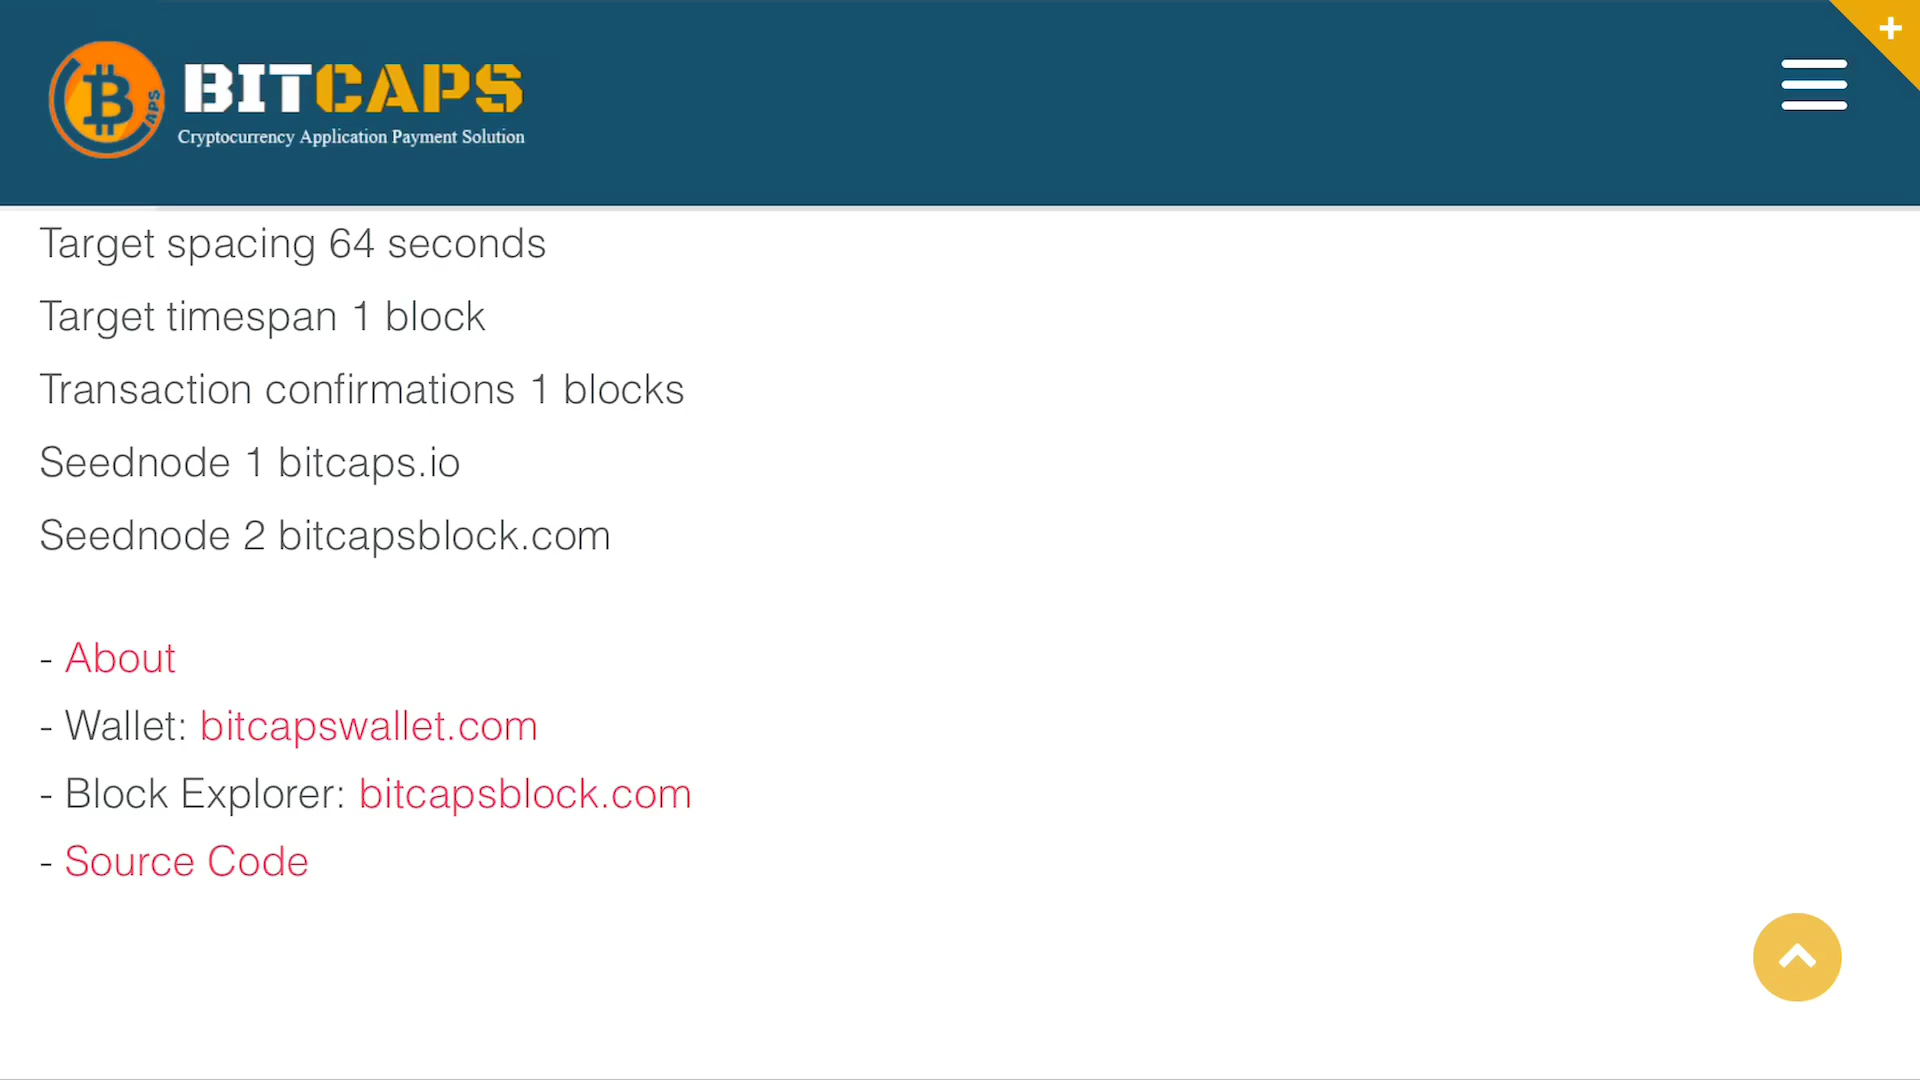 BITCAPS
Cryptocurrency Application Payment Solution
Target spacing 64 seconds
Target timespan 1 block
Transaction confirmations 1 blocks
Seednode 1 bitcaps.io
Seednode 2 bitcapsblock.com
- About
- Wallet: bitcapswallet.com
- Block Explorer: bitcapsblock.com
- Source Code